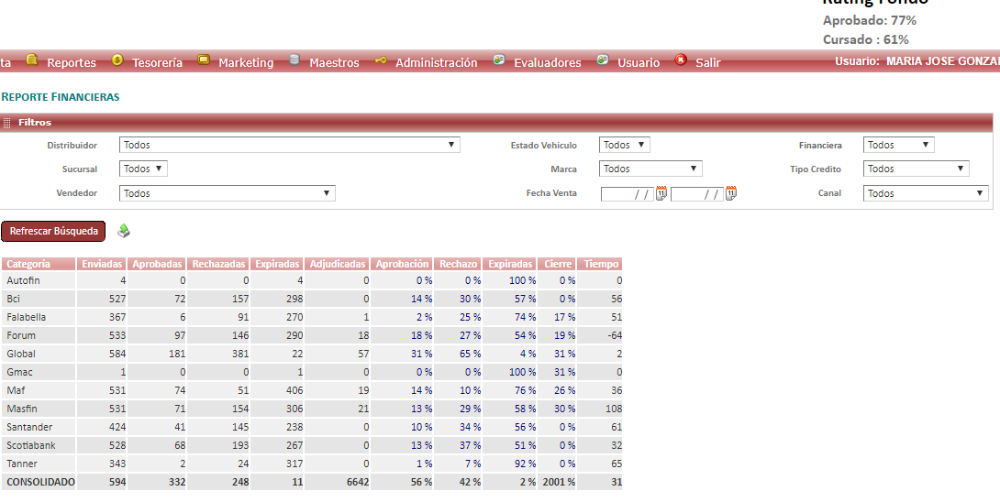 Rating Fondo
Aprobado: 77%
Cursado : 61%
ta Reportes Tesorería Marketing Maestros Administración Evaluadores Usuario Salir Usuario: MARIA JOSE GONZA
REPORTE FINANCIERAS
Filtros
Distribuidor Todos Estado Vehiculo Todos Financiera Todos
Sucursal Todos Marca Todos Tipo Credito Todos
Vendedor Todos Fecha Venta / / / / Canal Todos
Refrescar Búsqueda
Categoría Enviadas Aprobadas Rechazadas Expiradas Adjudicadas Aprobación Rechazo Expiradas Cierre Tiempo
Autofin 4 0 0 4 0 0 % 0 % 100 % 0 % 0
Bci 527 72 157 298 0 14 % 30 % 57 % 0 % 56
Falabella 367 6 91 270 1 2 % 25 % 74 % 17 % 51
Forum 533 97 146 290 18 18 % 27 % 54 % 19 % -64
Global 584 181 381 22 57 31 % 65 % 4 % 31 % 2
Gmac 1 0 0 1 0 0 % 0 % 100 % 31 % 0
Maf 531 74 51 406 19 14 % 10 % 76 % 26 % 36
Masfin 531 71 154 306 21 13 % 29 % 58 % 30 % 108
Santander 424 41 145 238 0 10 % 34 % 56 % 0 % 61
Scotiabank 528 68 193 267 0 13 % 37 % 51 % 0 % 32
Tanner 343 2 24 317 0 1 % 7 % 92 % 0 % 65
CONSOLIDADO 594 332 248 11 6642 56 % 42 % 2 % 2001 % 31